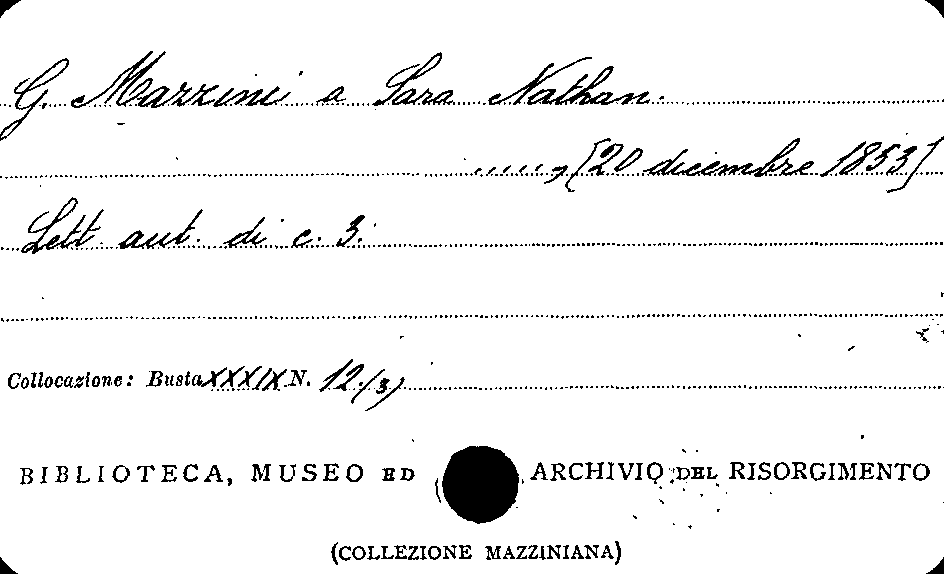 G. Mazzini a Sara Nathan.
....., [20 dicembre 1853]
Lett. aut. di c. 3.
Collocazione: Busta XXXIX N. 12./3)
BIBLIOTECA, MUSEO ED ARCHIVIO DEL RISORGIMENTO
(COLLEZIONE MAZZINIANA)